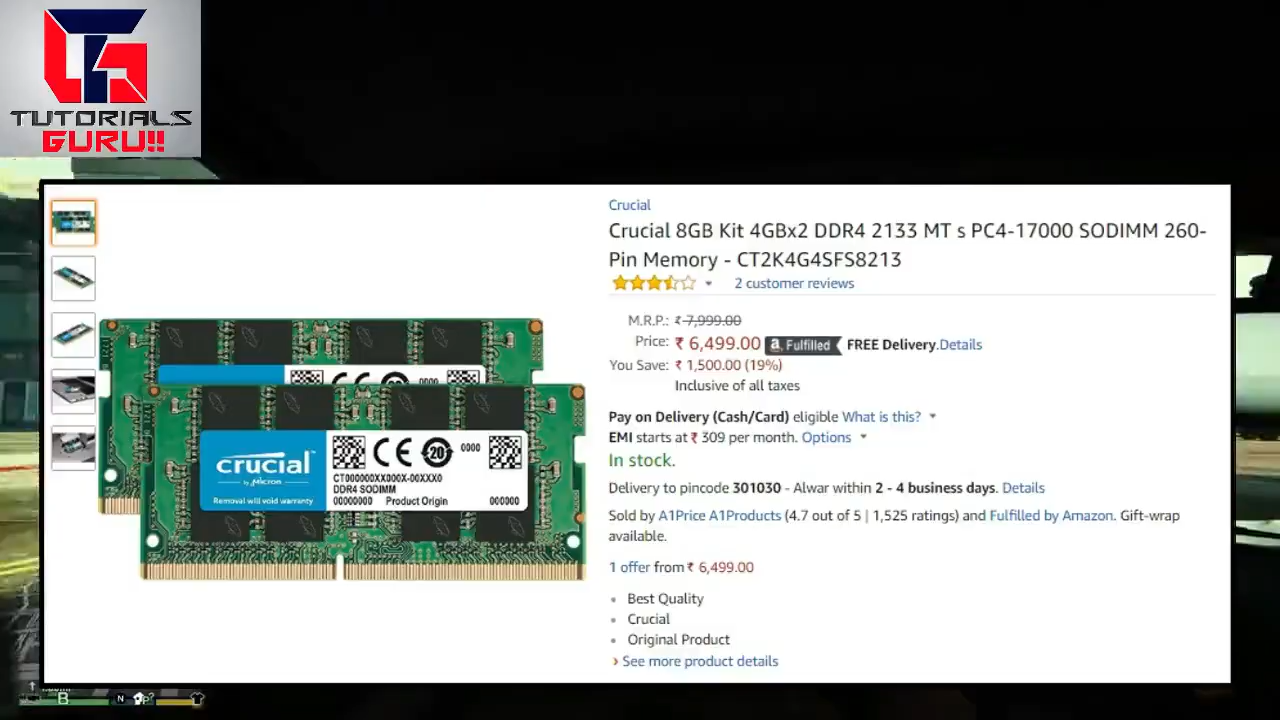 TUTORIALS
GURU!!
Crucial
Crucial 8GB Kit 4GBx2 DDR4 2133 MT s PC4-17000 SODIMM 260-
Pin Memory - CT2K4G4SFS8213
2 customer reviews
M.R.P.: ₹ 7,999.00
Price: ₹ 6,499.00 a Fulfilled FREE Delivery.Details
You Save: ₹ 1,500.00 (19%)
Inclusive of all taxes
Pay on Delivery (Cash/Card) eligible What is this?
EMI starts at ₹ 309 per month. Options
In stock.
Delivery to pincode 301030 - Alwar within 2 - 4 business days. Details
Sold by A1Price A1Products (4.7 out of 5 | 1,525 ratings) and Fulfilled by Amazon. Gift-wrap
available.
1 offer from ₹ 6,499.00
Best Quality
Crucial
Original Product
› See more product details
0000
crucial™
by Micron
Removal will void warranty
CE 20 0000
CT000000XX000X-00XXX0
DDR4 SODIMM
00000000 Product Origin 000000
B N P?